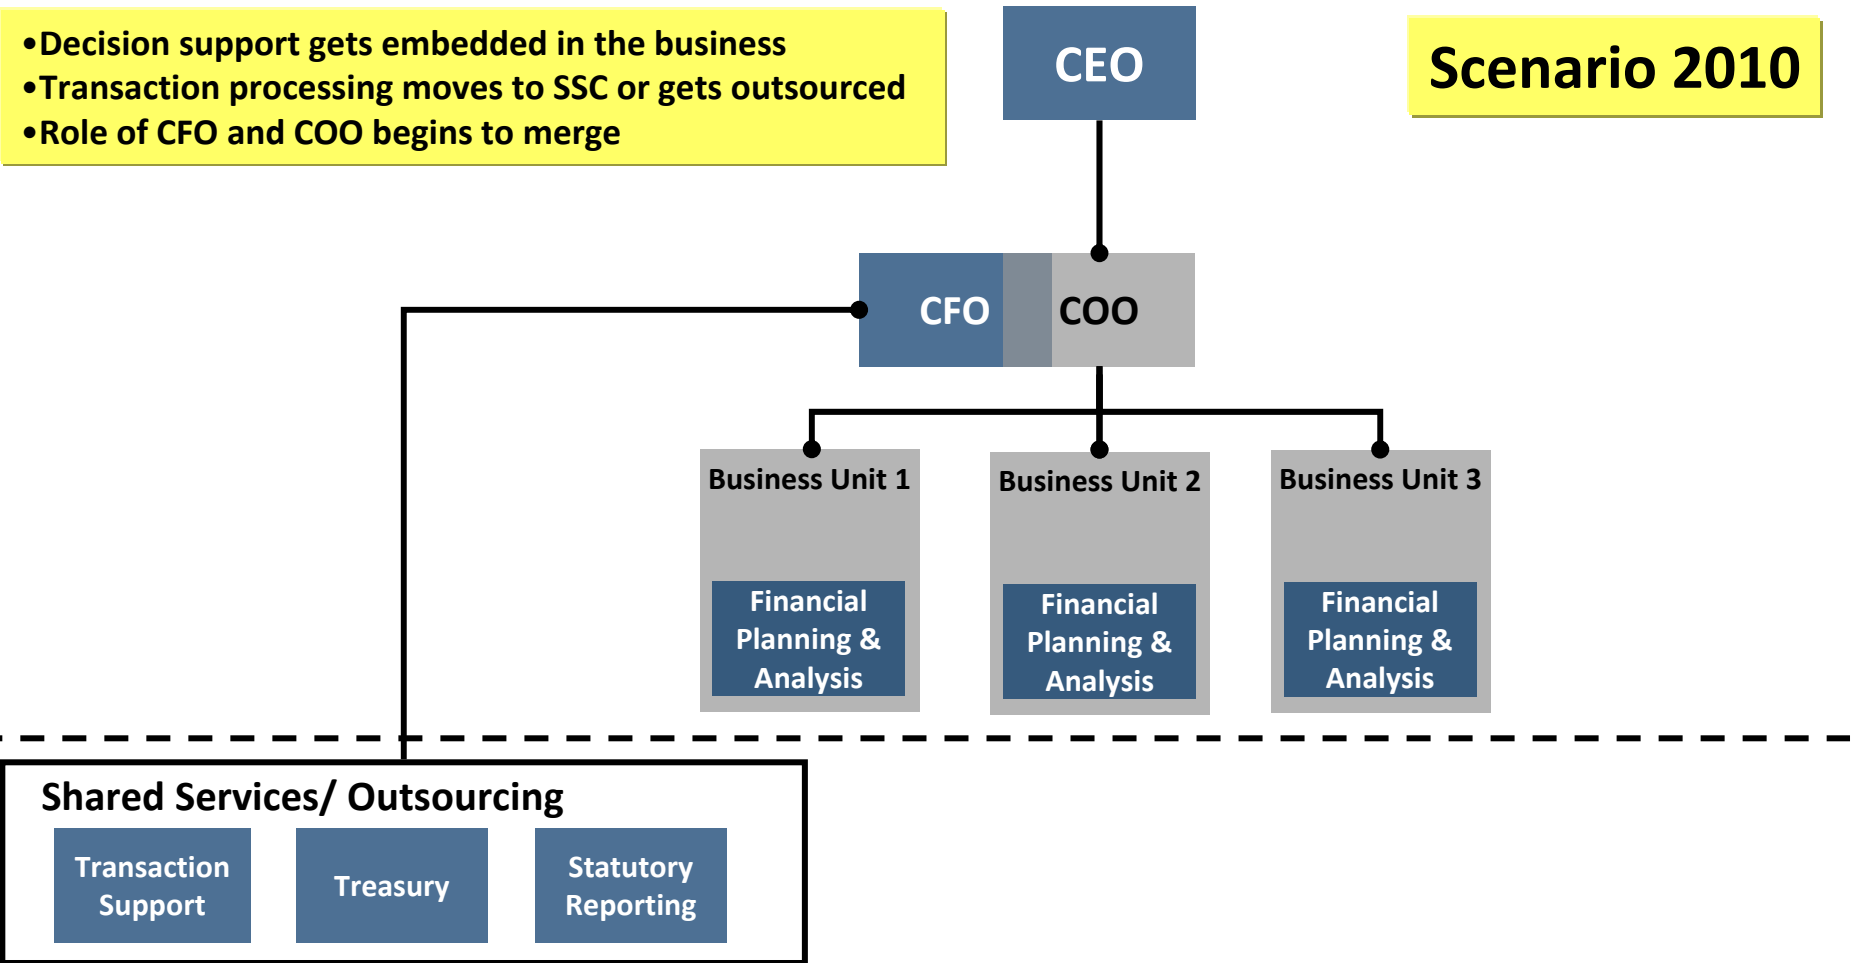 •Decision support gets embedded in the business
•Transaction processing moves to SSC or gets outsourced
•Role of CFO and COO begins to merge
CEO
Scenario 2010
CFO
COO
Business Unit 1
Financial
Planning &
Analysis
Business Unit 2
Financial
Planning &
Analysis
Business Unit 3
Financial
Planning &
Analysis
Shared Services/ Outsourcing
Transaction
Support
Treasury
Statutory
Reporting